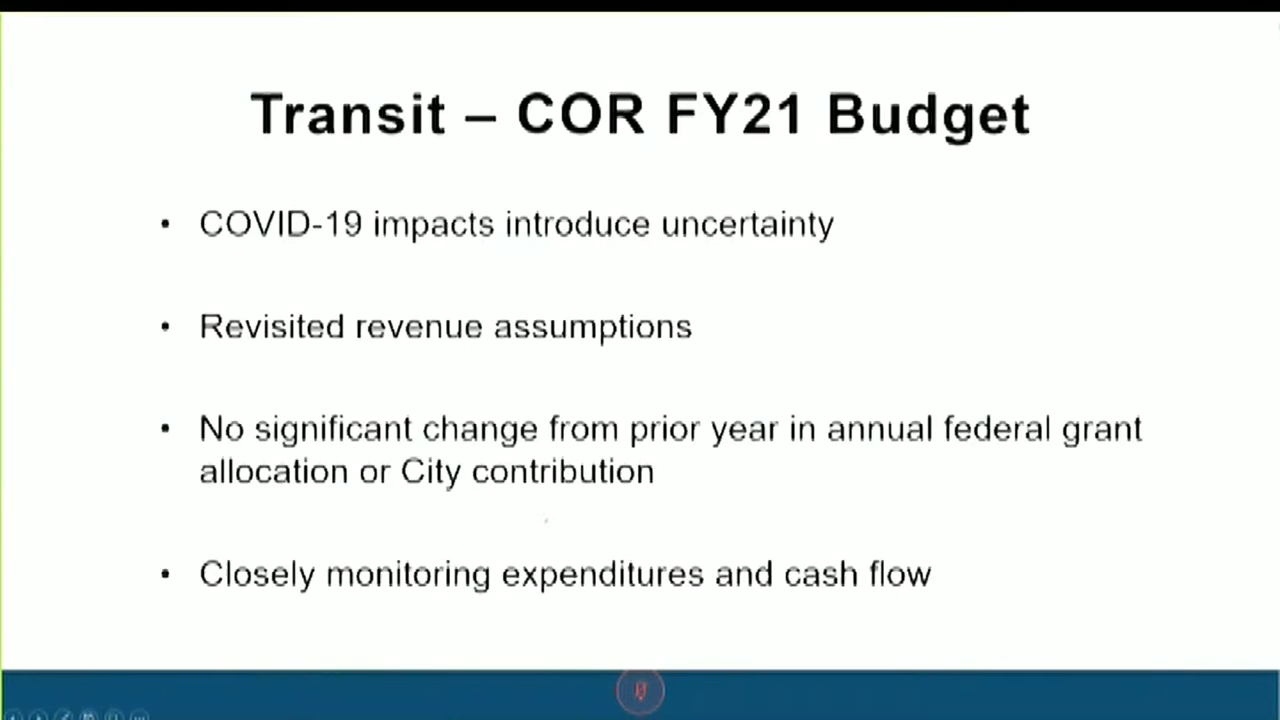 Transit – COR FY21 Budget
• COVID-19 impacts introduce uncertainty
• Revisited revenue assumptions
• No significant change from prior year in annual federal grant
allocation or City contribution
• Closely monitoring expenditures and cash flow